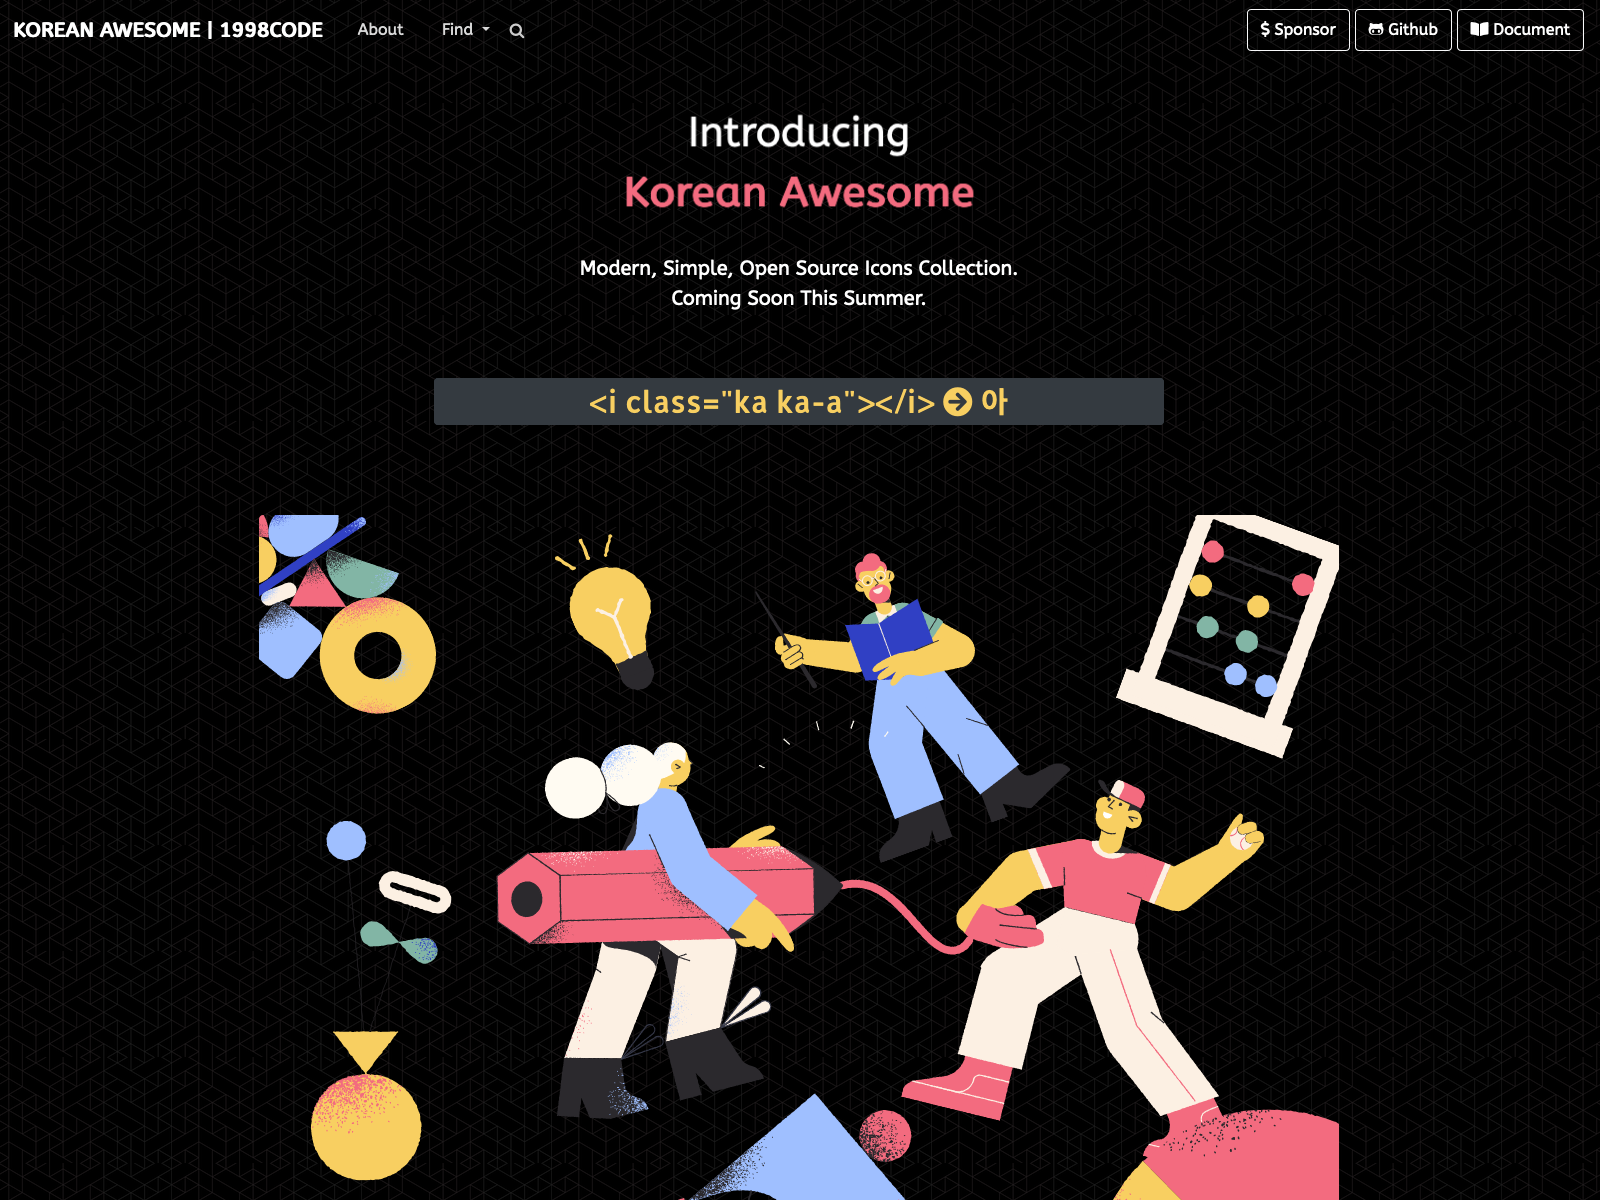 KOREAN AWESOME | 1998CODE About Find Sponsor Github Document
Introducing
Korean Awesome
Modern, Simple, Open Source Icons Collection.
Coming Soon This Summer.
<i class="ka ka-a"></i> 아